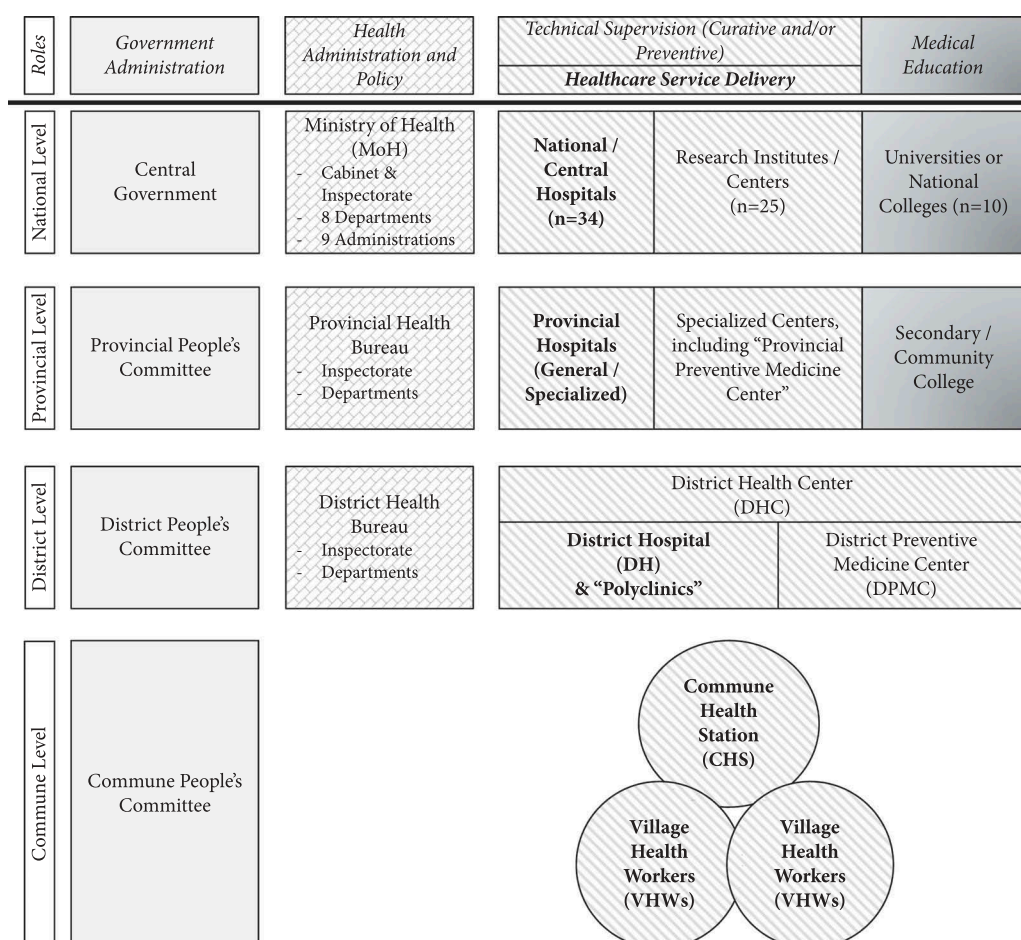 Roles
Government
Administration
Health
Administration and
Policy
Technical Supervision (Curative and/or
Preventive)
Healthcare Service Delivery
Medical
Education
National Level
Central
Government
Ministry of Health
(MoH)
- Cabinet &
Inspectorate
- 8 Departments
- 9 Administrations
National /
Central
Hospitals
(n=34)
Research Institutes /
Centers
(n=25)
Universities or
National
Colleges (n=10)
Provincial Level
Provincial People's
Committee
Provincial Health
Bureau
- Inspectorate
- Departments
Provincial
Hospitals
(General /
Specialized)
Specialized Centers,
including “Provincial
Preventive Medicine
Center”
Secondary /
Community
College
District Level
District People's
Committee
District Health
Bureau
- Inspectorate
- Departments
District Health Center
(DHC)
District Hospital
(DH)
& “Polyclinics”
District Preventive
Medicine Center
(DPMC)
Commune Level
Commune People's
Committee
Commune
Health
Station
(CHS)
Village
Health
Workers
(VHWs)
Village
Health
Workers
(VHWs)